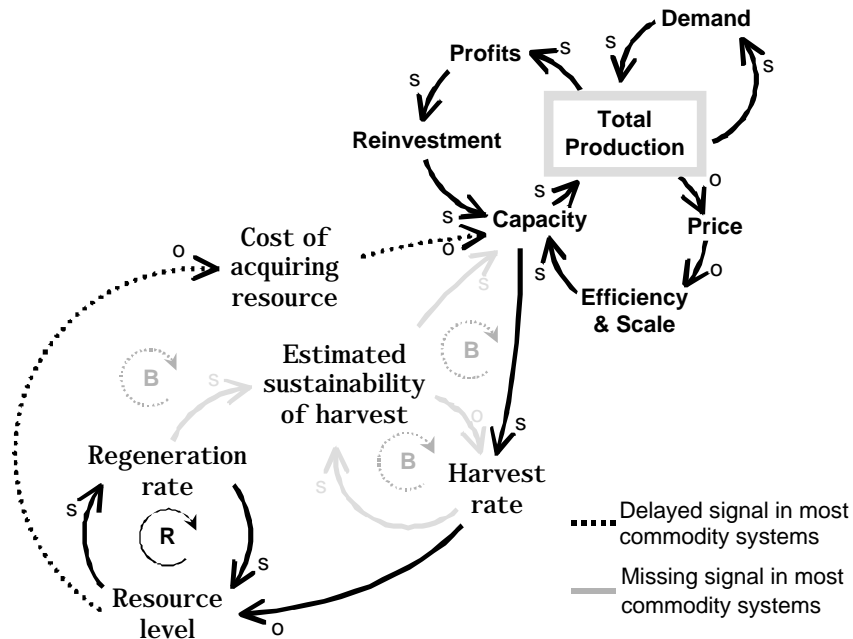 Demand
s
s
Profits
s
s
Total
Production
Reinvestment
s
o
s
Capacity
Price
s
o
Efficiency
& Scale
Cost of
acquiring
resource
o
o
s
Estimated
sustainability
of harvest
B
B
s
o
s
B
s
Regeneration
rate
Harvest
rate
s
R
s
Resource
level
o
Delayed signal in most
commodity systems
Missing signal in most
commodity systems